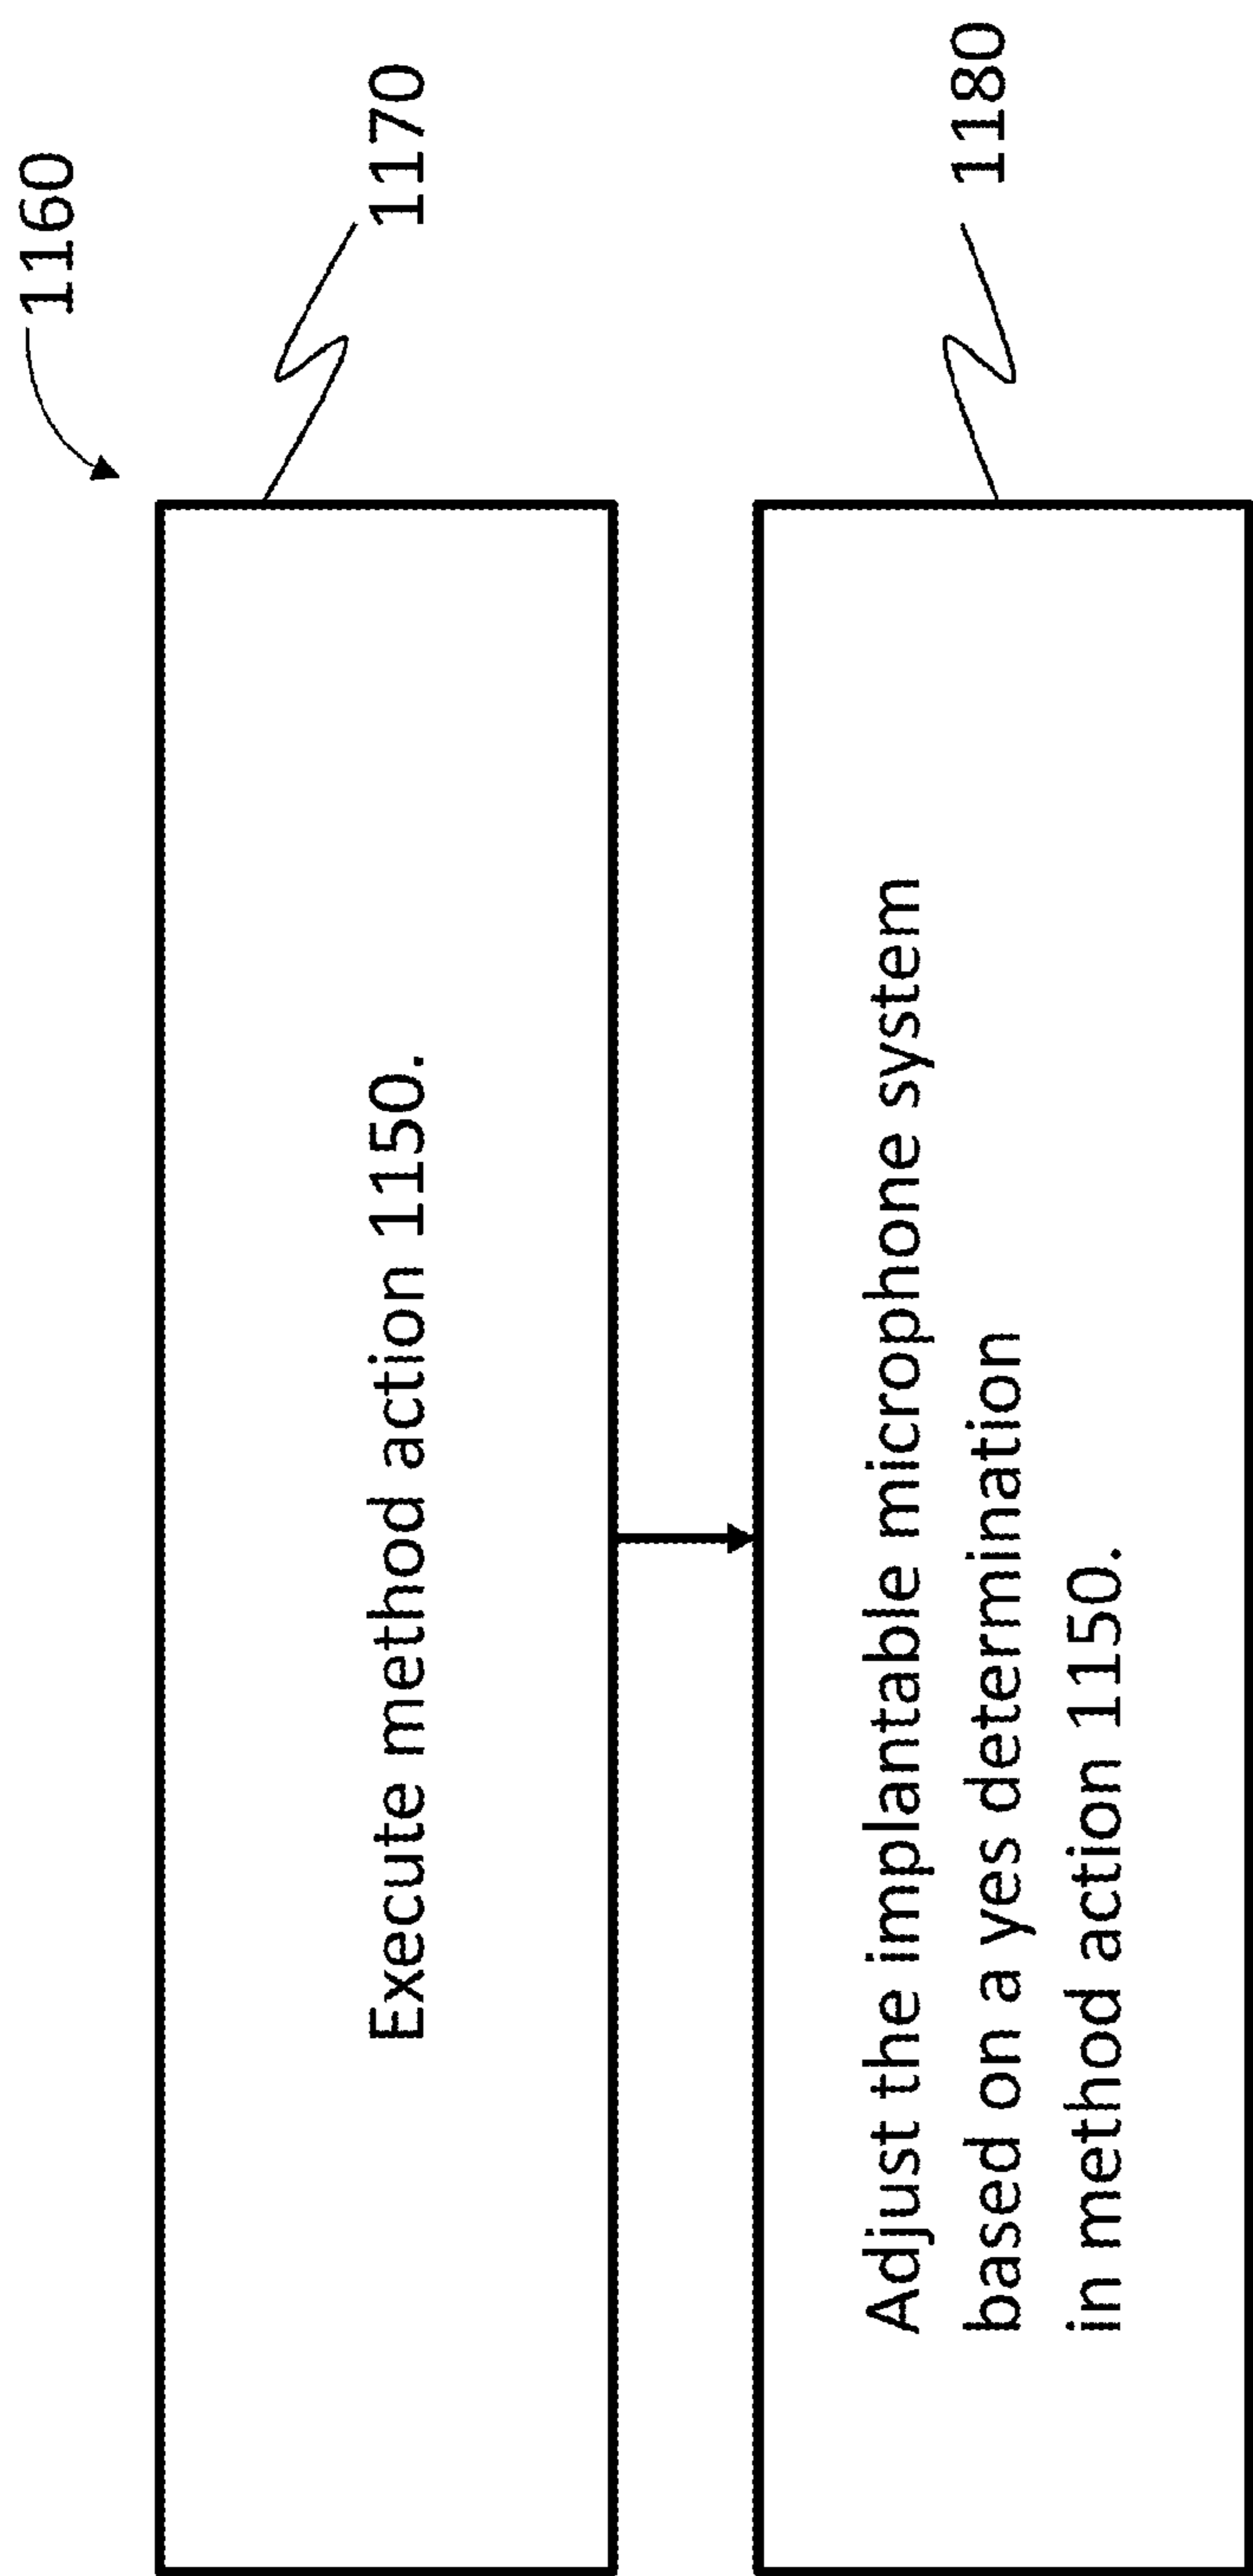 1160
Execute method action 1150.
1170
Adjust the implantable microphone system
based on a yes determination
in method action 1150.
1180